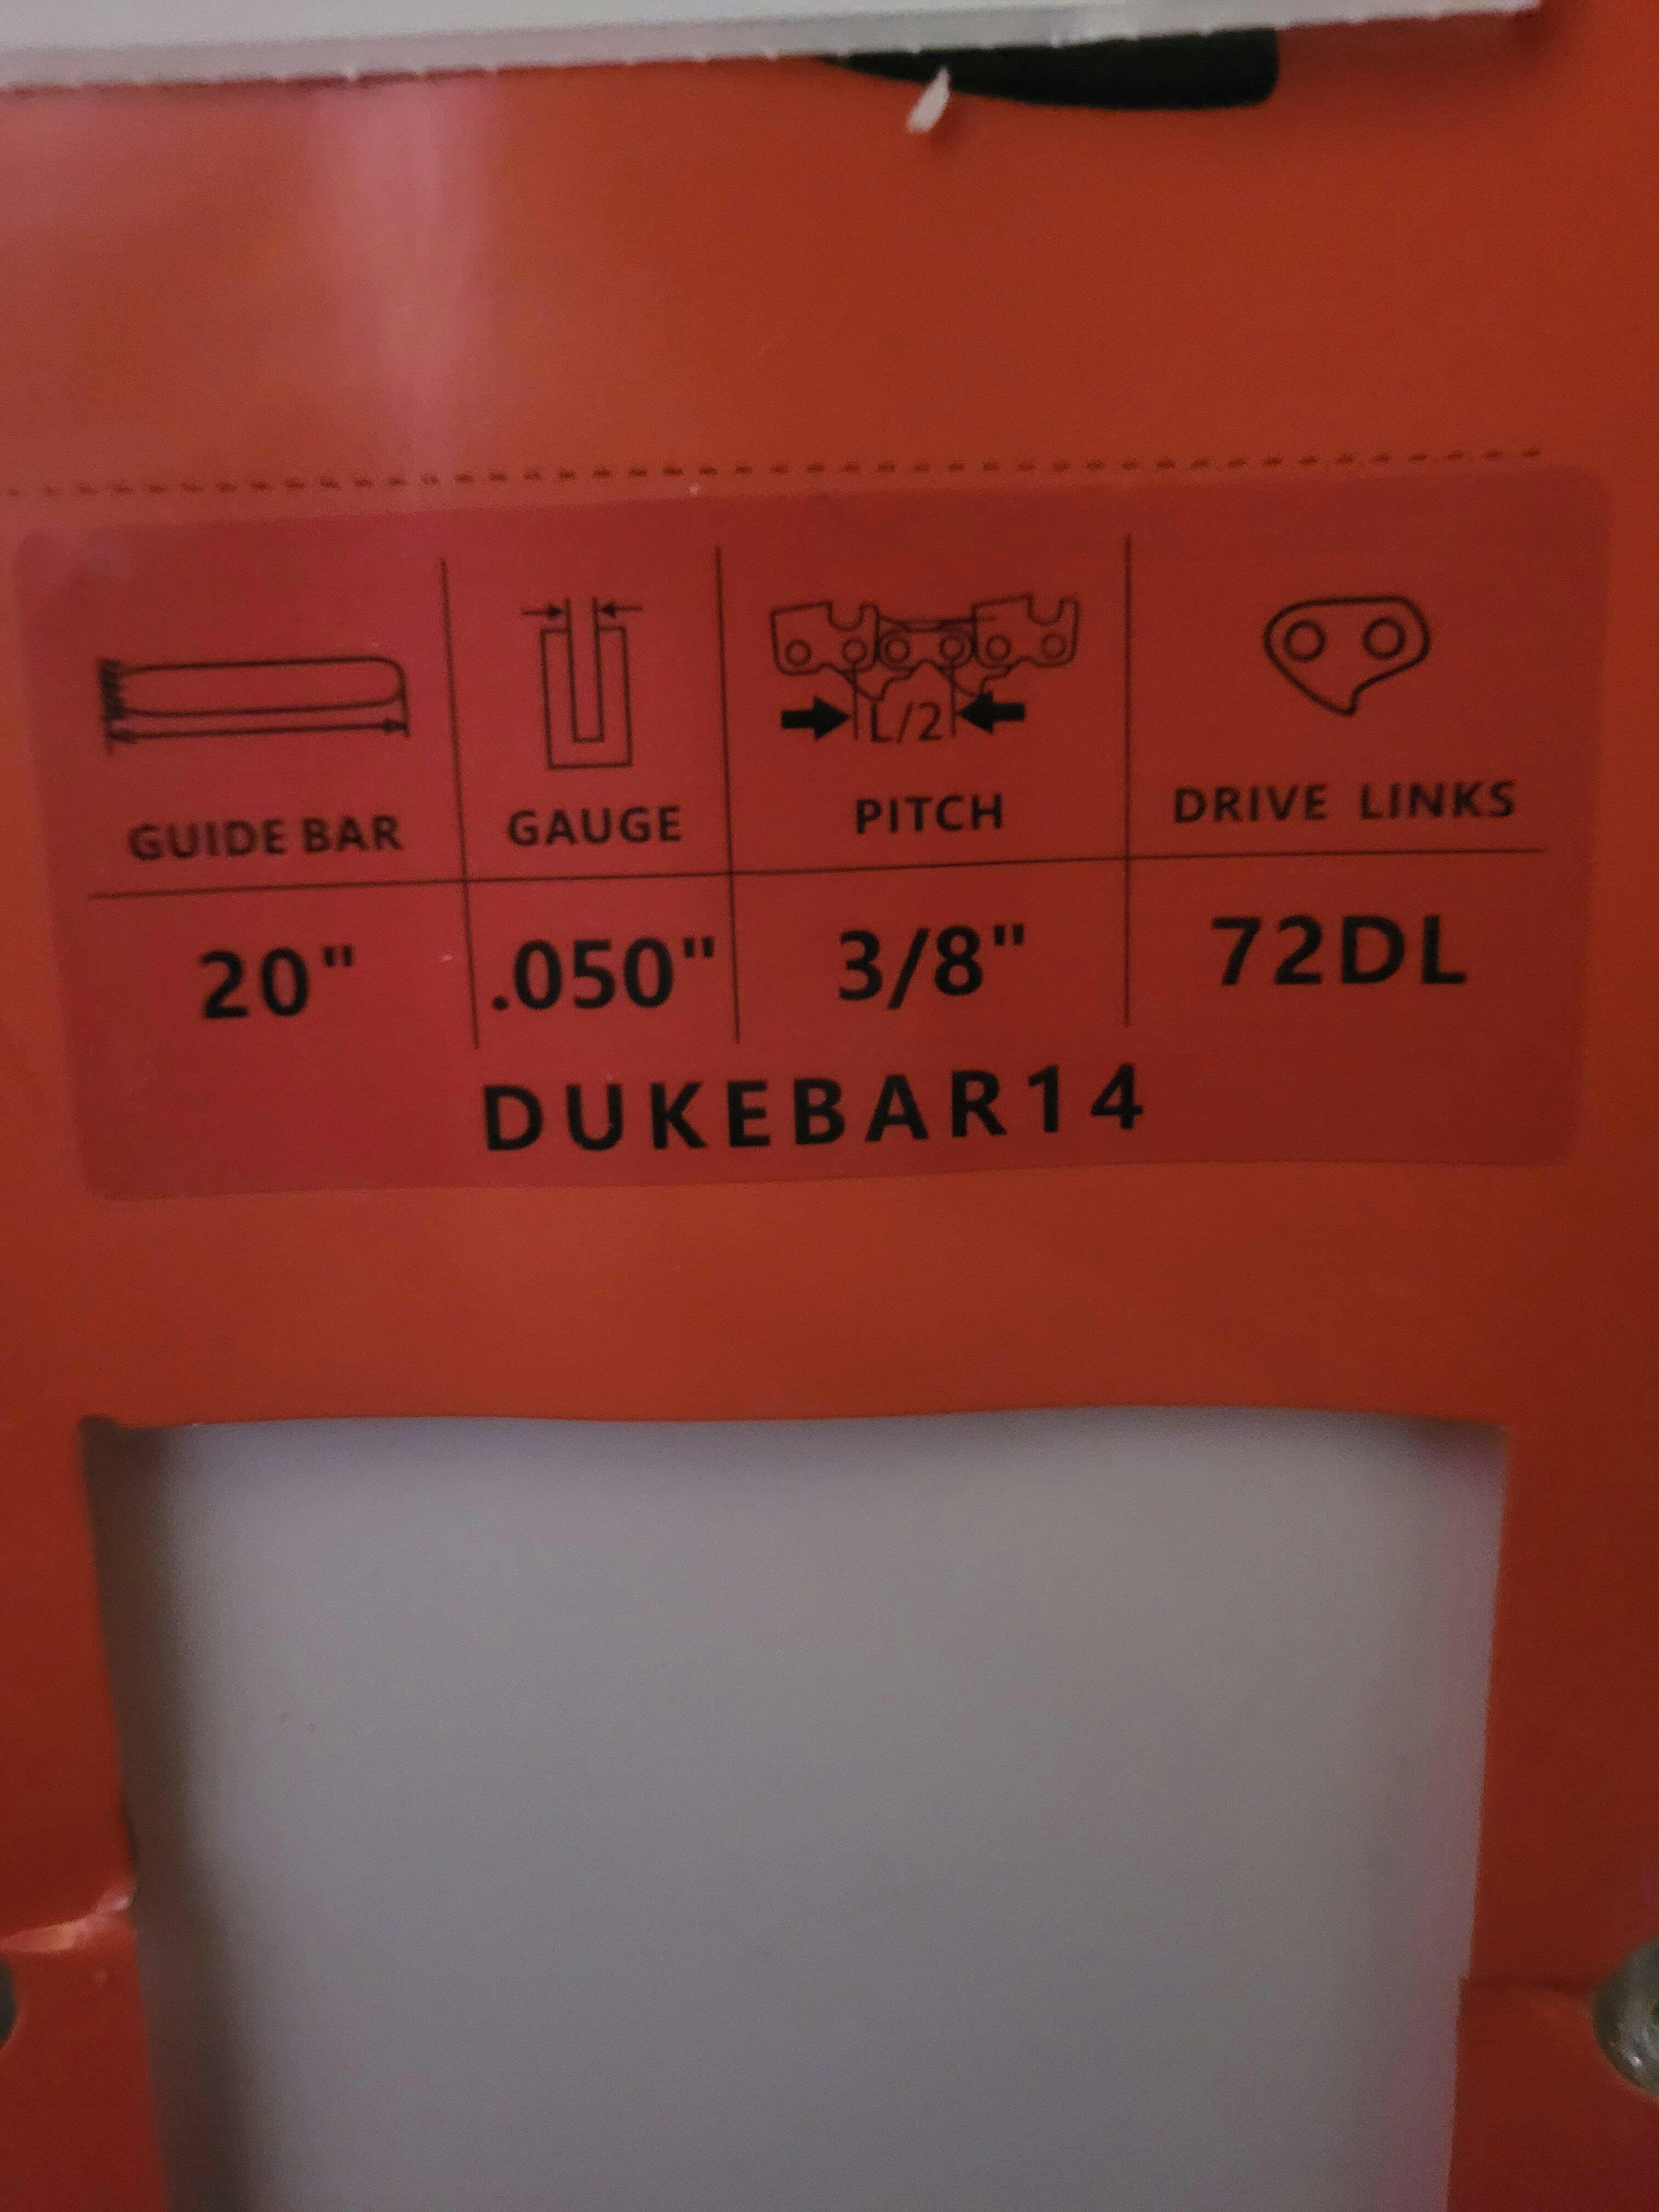 L/2
GUIDE BAR GAUGE PITCH DRIVE LINKS
20" .050" 3/8" 72DL
DUKEBAR14